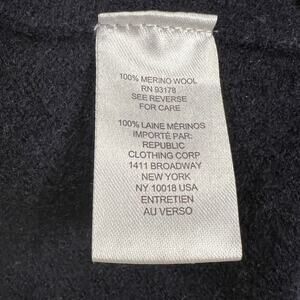 100% MERINO WOOL
RN 93178
SEE REVERSE
FOR CARE
100% LAINE MÉRINOS
IMPORTÉ PAR:
REPUBLIC
CLOTHING CORP
1411 BROADWAY
NEW YORK
NY 10018 USA
ENTRETIEN
AU VERSO